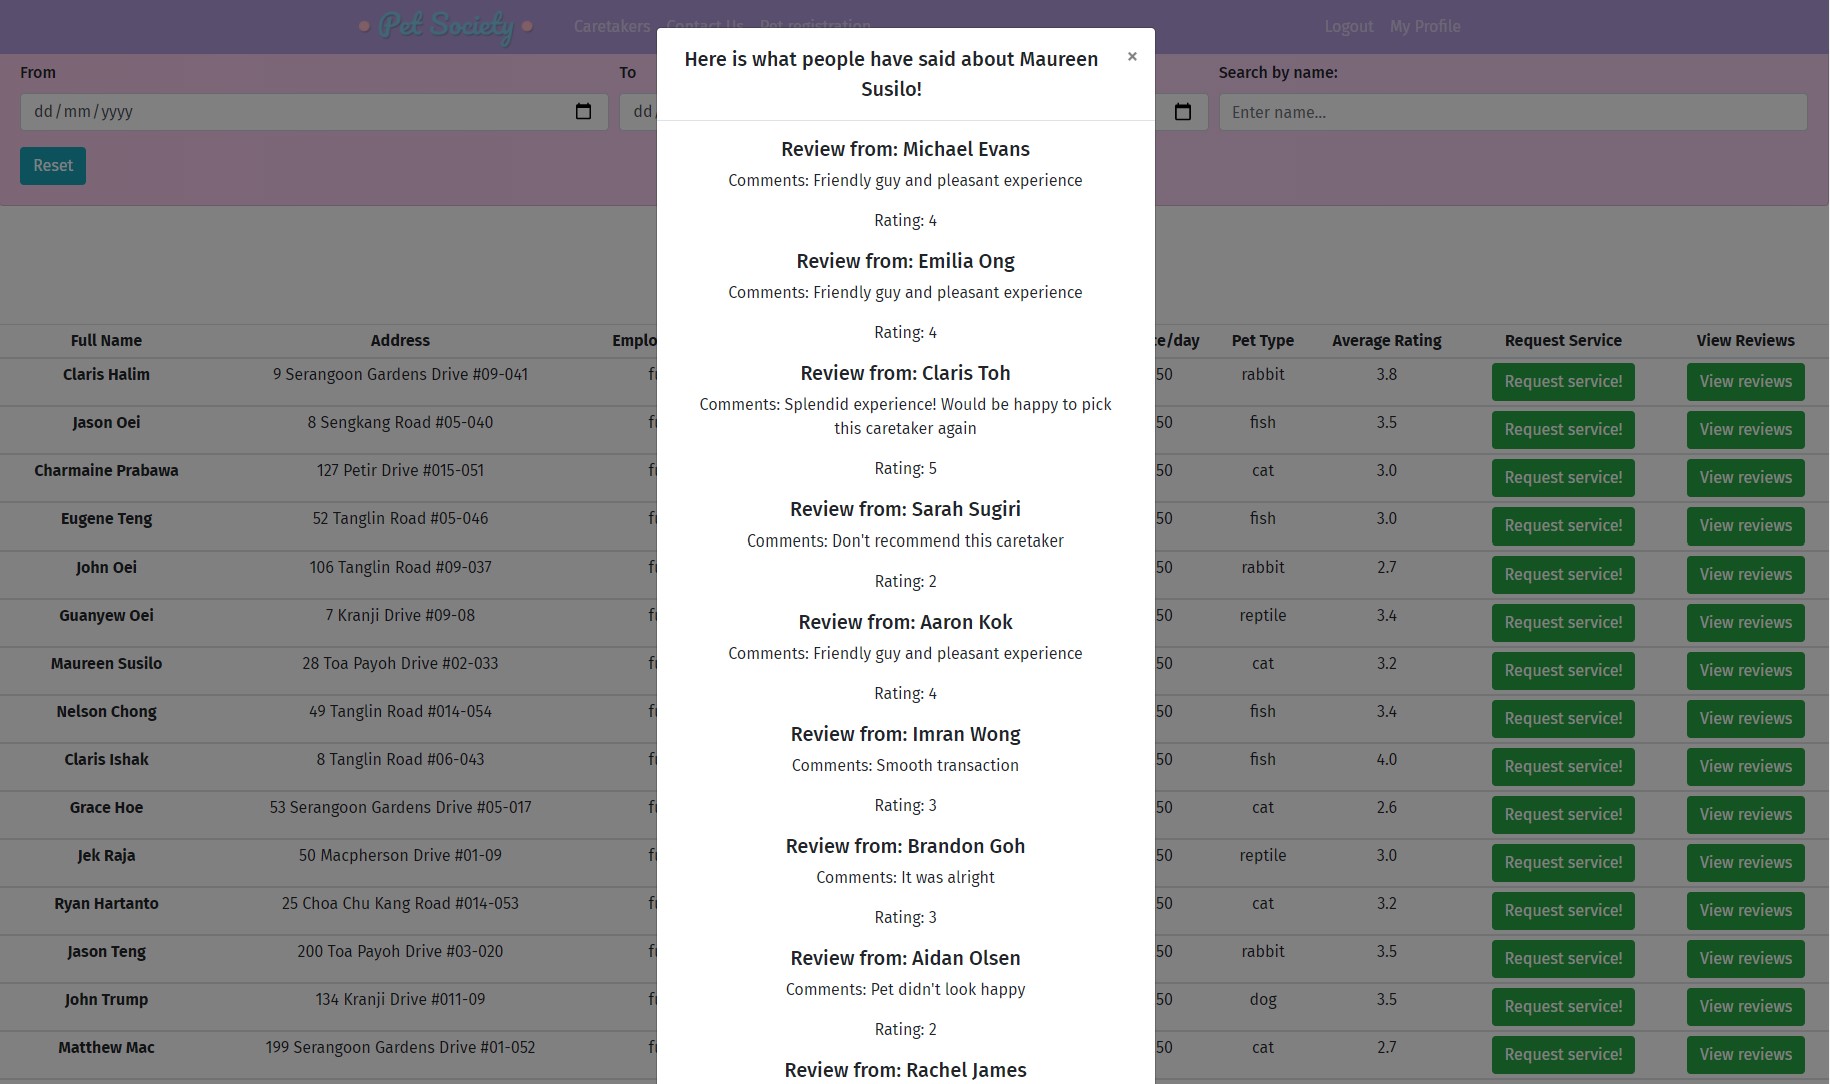 Pet Society
Caretakers Contact Us Pet registration
Logout My Profile
Here is what people have said about Maureen
Susilo!
×
From
dd/mm/yyyy
To
dd/
Search by name:
Enter name...
Reset
Review from: Michael Evans
Comments: Friendly guy and pleasant experience
Rating: 4
Review from: Emilia Ong
Comments: Friendly guy and pleasant experience
Rating: 4
Review from: Claris Toh
Comments: Splendid experience! Would be happy to pick
this caretaker again
Rating: 5
Review from: Sarah Sugiri
Comments: Don't recommend this caretaker
Rating: 2
Review from: Aaron Kok
Comments: Friendly guy and pleasant experience
Rating: 4
Review from: Imran Wong
Comments: Smooth transaction
Rating: 3
Review from: Brandon Goh
Comments: It was alright
Rating: 3
Review from: Aidan Olsen
Comments: Pet didn't look happy
Rating: 2
Review from: Rachel James
Full Name Address Emplo ce/day Pet Type Average Rating Request Service View Reviews
Claris Halim 9 Serangoon Gardens Drive #09-041 50 rabbit 3.8 Request service! View reviews
Jason Oei 8 Sengkang Road #05-040 50 fish 3.5 Request service! View reviews
Charmaine Prabawa 127 Petir Drive #015-051 50 cat 3.0 Request service! View reviews
Eugene Teng 52 Tanglin Road #05-046 50 fish 3.0 Request service! View reviews
John Oei 106 Tanglin Road #09-037 50 rabbit 2.7 Request service! View reviews
Guanyew Oei 7 Kranji Drive #09-08 50 reptile 3.4 Request service! View reviews
Maureen Susilo 28 Toa Payoh Drive #02-033 50 cat 3.2 Request service! View reviews
Nelson Chong 49 Tanglin Road #014-054 50 fish 3.4 Request service! View reviews
Claris Ishak 8 Tanglin Road #06-043 50 fish 4.0 Request service! View reviews
Grace Hoe 53 Serangoon Gardens Drive #05-017 50 cat 2.6 Request service! View reviews
Jek Raja 50 Macpherson Drive #01-09 50 reptile 3.0 Request service! View reviews
Ryan Hartanto 25 Choa Chu Kang Road #014-053 50 cat 3.2 Request service! View reviews
Jason Teng 200 Toa Payoh Drive #03-020 50 rabbit 3.5 Request service! View reviews
John Trump 134 Kranji Drive #011-09 50 dog 3.5 Request service! View reviews
Matthew Mac 199 Serangoon Gardens Drive #01-052 50 cat 2.7 Request service! View reviews